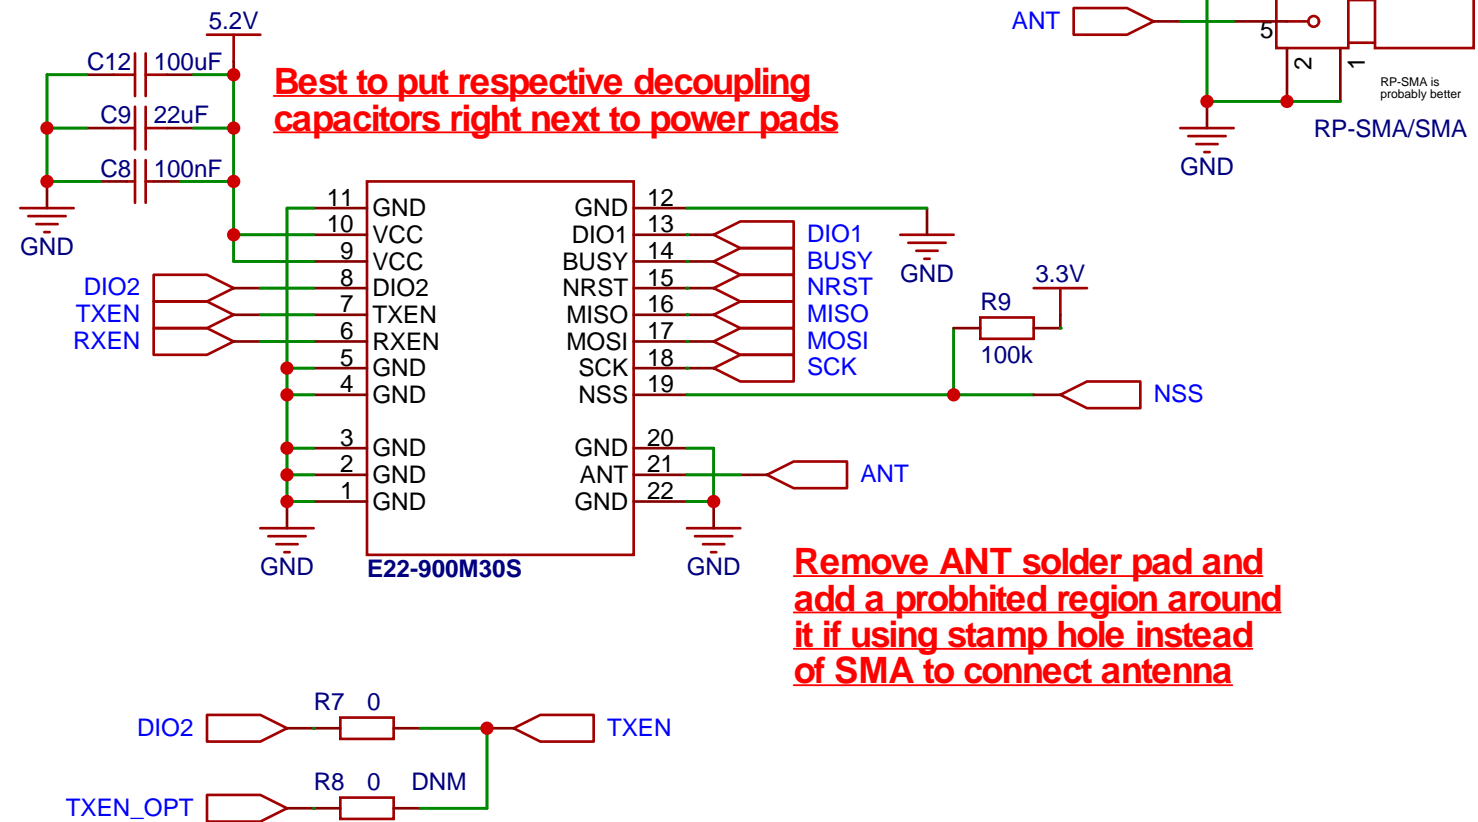 5.2V
C12 100uF
C9 22uF
C8 100nF
GND
Best to put respective decoupling
capacitors right next to power pads
ANT
5
2
1
RP-SMA is
probably better
RP-SMA/SMA
GND
11 GND
10 VCC
9 VCC
DIO2 8 DIO2
TXEN 7 TXEN
RXEN 6 RXEN
5 GND
4 GND
3 GND
2 GND
1 GND
GND
E22-900M30S
GND 12
DIO1 13 DIO1
BUSY 14 BUSY
NRST 15 NRST
MISO 16 MISO
MOSI 17 MOSI
SCK 18 SCK
NSS 19 NSS
GND 20
ANT 21 ANT
GND 22
GND
GND
3.3V
R9
100k
Remove ANT solder pad and
add a probhited region around
it if using stamp hole instead
of SMA to connect antenna
R7 0
DIO2 TXEN
R8 0 DNM
TXEN_OPT